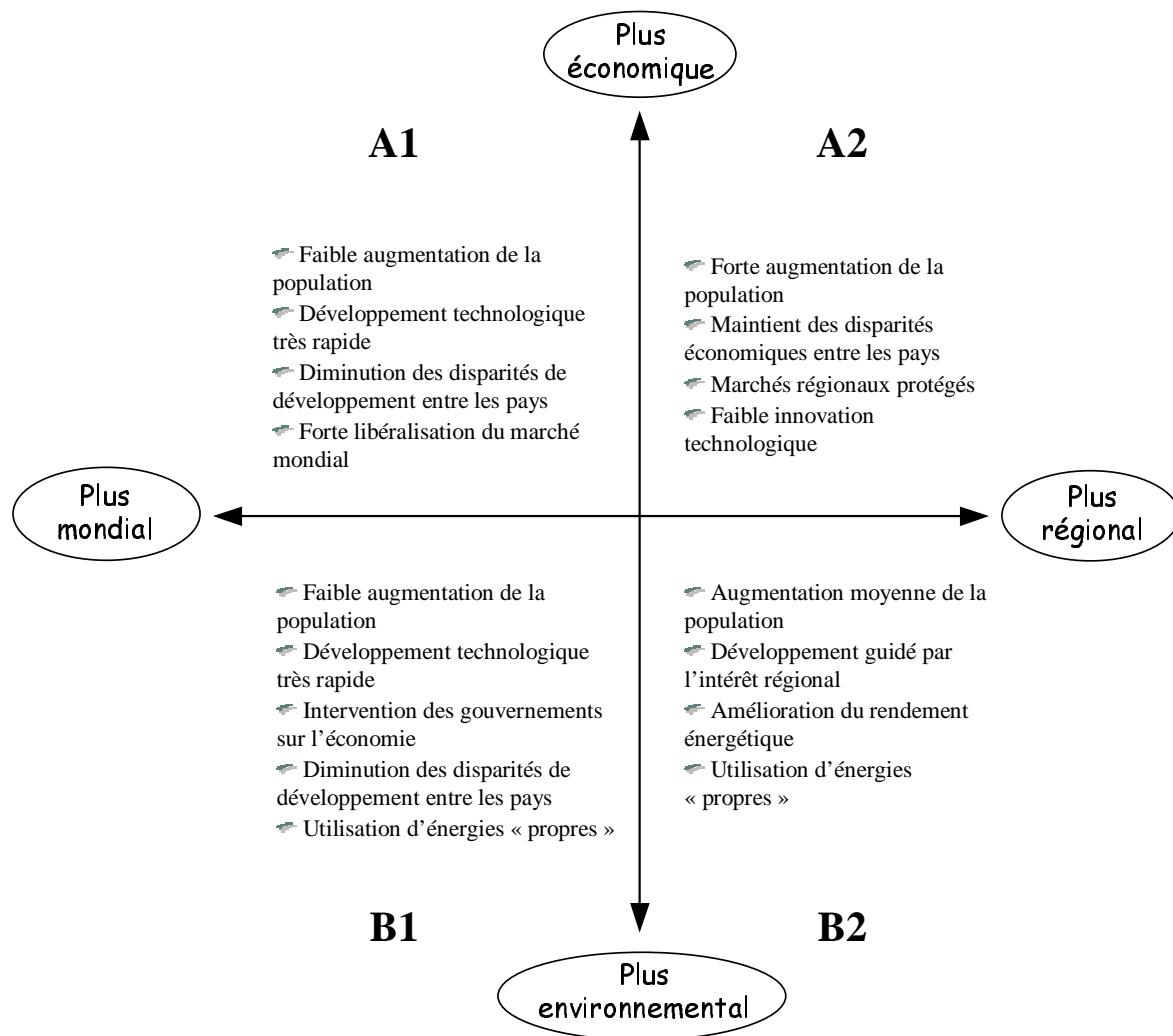 Plus
économique
A1
A2
Faible augmentation de la
population
Développement technologique
très rapide
Diminution des disparités de
développement entre les pays
Forte libéralisation du marché
mondial
Forte augmentation de la
population
Maintient des disparités
économiques entre les pays
Marchés régionaux protégés
Faible innovation
technologique
Plus
mondial
Plus
régional
Faible augmentation de la
population
Développement technologique
très rapide
Intervention des gouvernements
sur l’économie
Diminution des disparités de
développement entre les pays
Utilisation d’énergies « propres »
Augmentation moyenne de la
population
Développement guidé par
l’intérêt régional
Amélioration du rendement
énergétique
Utilisation d’énergies
« propres »
B1
B2
Plus
environnemental